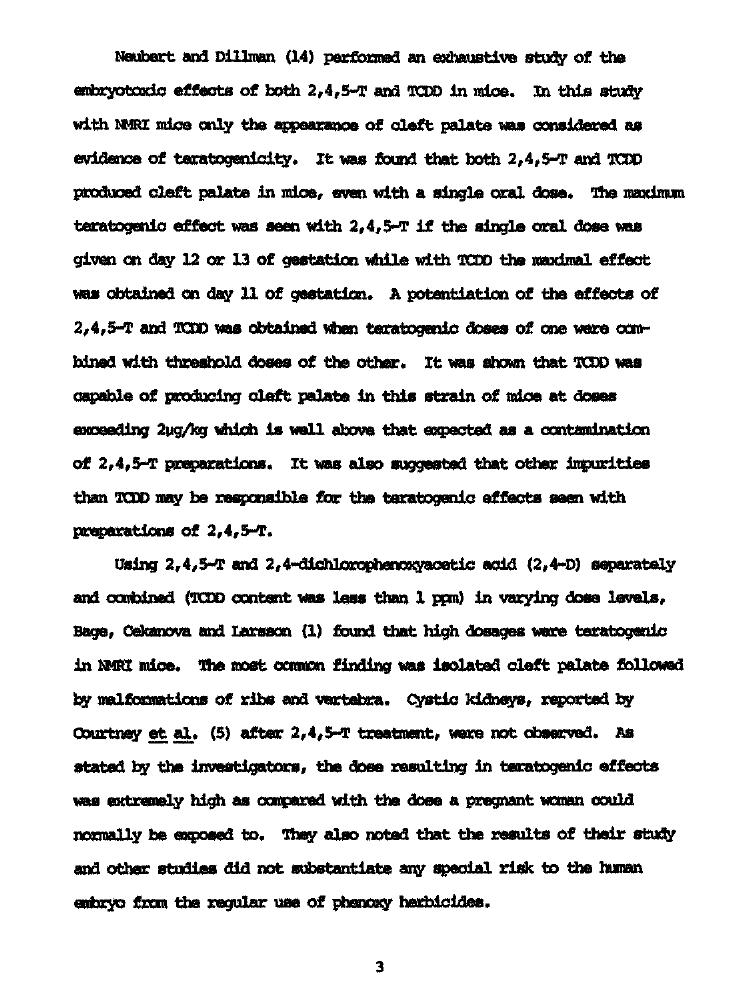 Neubert and Dillman (14) performed an exhaustive study of the
embryotoxic effects of both 2,4,5-T and TCDD in mice. In this study
with NMRI mice only the appearance of cleft palate was considered as
evidence of teratogenicity. It was found that both 2,4,5-T and TCDD
produced cleft palate in mice, even with a single oral dose. The maximum
teratogenic effect was seen with 2,4,5-T if the single oral dose was
given on day 12 or 13 of gestation while with TCDD the maximal effect
was obtained on day 11 of gestation. A potentiation of the effects of
2,4,5-T and TCDD was obtained when teratogenic doses of one were com-
bined with threshold doses of the other. It was shown that TCDD was
capable of producing cleft palate in this strain of mice at doses
exceeding 2µg/kg which is well above that expected as a contamination
of 2,4,5-T preparations. It was also suggested that other impurities
than TCDD may be responsible for the teratogenic effects seen with
preparations of 2,4,5-T.
Using 2,4,5-T and 2,4-dichlorophenoxyacetic acid (2,4-D) separately
and combined (TCDD content was less than 1 ppm) in varying dose levels,
Bage, Cekanova and Larsson (1) found that high dosages were teratogenic
in NMRI mice. The most common finding was isolated cleft palate followed
by malformations of ribs and vertebra. Cystic kidneys, reported by
Courtney et al. (5) after 2,4,5-T treatment, were not observed. As
stated by the investigators, the dose resulting in teratogenic effects
was extremely high as compared with the dose a pregnant woman could
normally be exposed to. They also noted that the results of their study
and other studies did not substantiate any special risk to the human
embryo from the regular use of phenoxy herbicides.
3